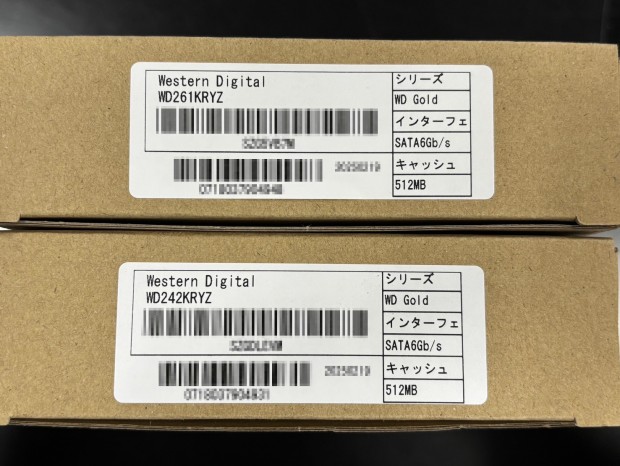 Western Digital
WD261KRYZ
シリーズ
WD Gold
インターフェ
SATA6Gb/s
キャッシュ
512MB
Western Digital
WD242KRYZ
シリーズ
WD Gold
インターフェ
SATA6Gb/s
キャッシュ
512MB